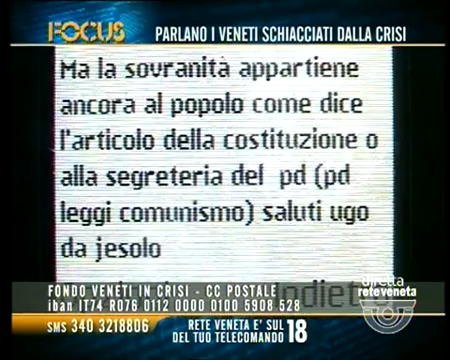 FOCUS
PARLANO I VENETI SCHIACCIATI DALLA CRISI
Ma la sovranità appartiene
ancora al popolo come dice
l'articolo della costituzione o
alla segreteria del pd (pd
leggi comunismo) saluti ugo
da jesolo
FONDO VENETI IN CRISI - CC POSTALE
iban IT74 R076 0112 0000 0100 5908 528
Indiet
diretta
reteveneta
SMS 340 3218806
RETE VENETA E' SUL
DEL TUO TELECOMANDO
18